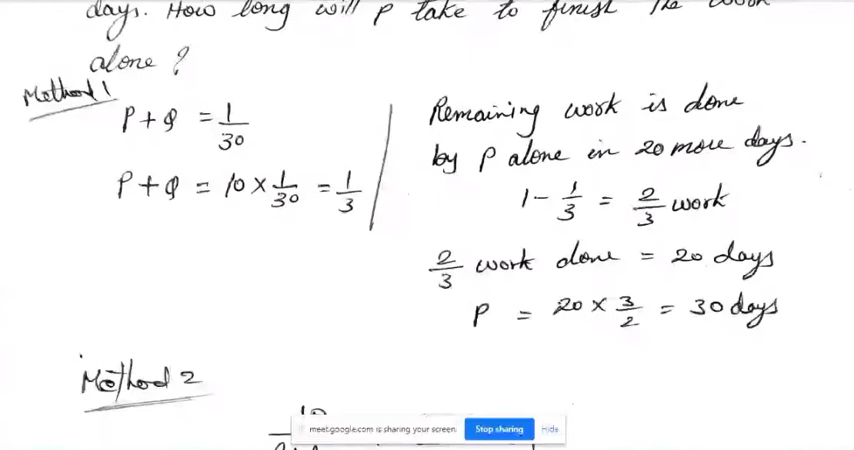 days. How long will P take to finish the work
alone ?
Method 1
P + Q = 1/30
P + Q = 10 × 1/30 = 1/3
Remaining work is done
by P alone in 20 more days.
1 - 1/3 = 2/3 work
2/3 work done = 20 days
P = 20 × 3/2 = 30 days
Method 2
10
meet.google.com is sharing your screen. Stop sharing Hide